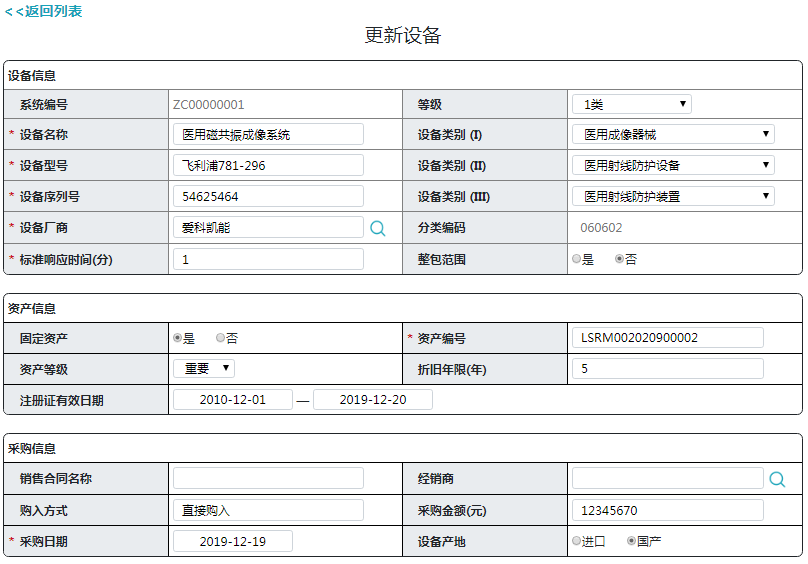 <<返回列表
更新设备
设备信息
系统编号 ZC00000001 等级 1类
* 设备名称 医用磁共振成像系统 设备类别 (I) 医用成像器械
* 设备型号 飞利浦781-296 设备类别 (II) 医用射线防护设备
* 设备序列号 54625464 设备类别 (III) 医用射线防护装置
* 设备厂商 爱科凯能 分类编码 060602
* 标准响应时间(分) 1 整包范围 是 否
资产信息
固定资产 是 否 * 资产编号 LSRM002020900002
资产等级 重要 折旧年限(年) 5
注册证有效日期 2010-12-01 — 2019-12-20
采购信息
销售合同名称 经销商
购入方式 直接购入 采购金额(元) 12345670
* 采购日期 2019-12-19 设备产地 进口 国产